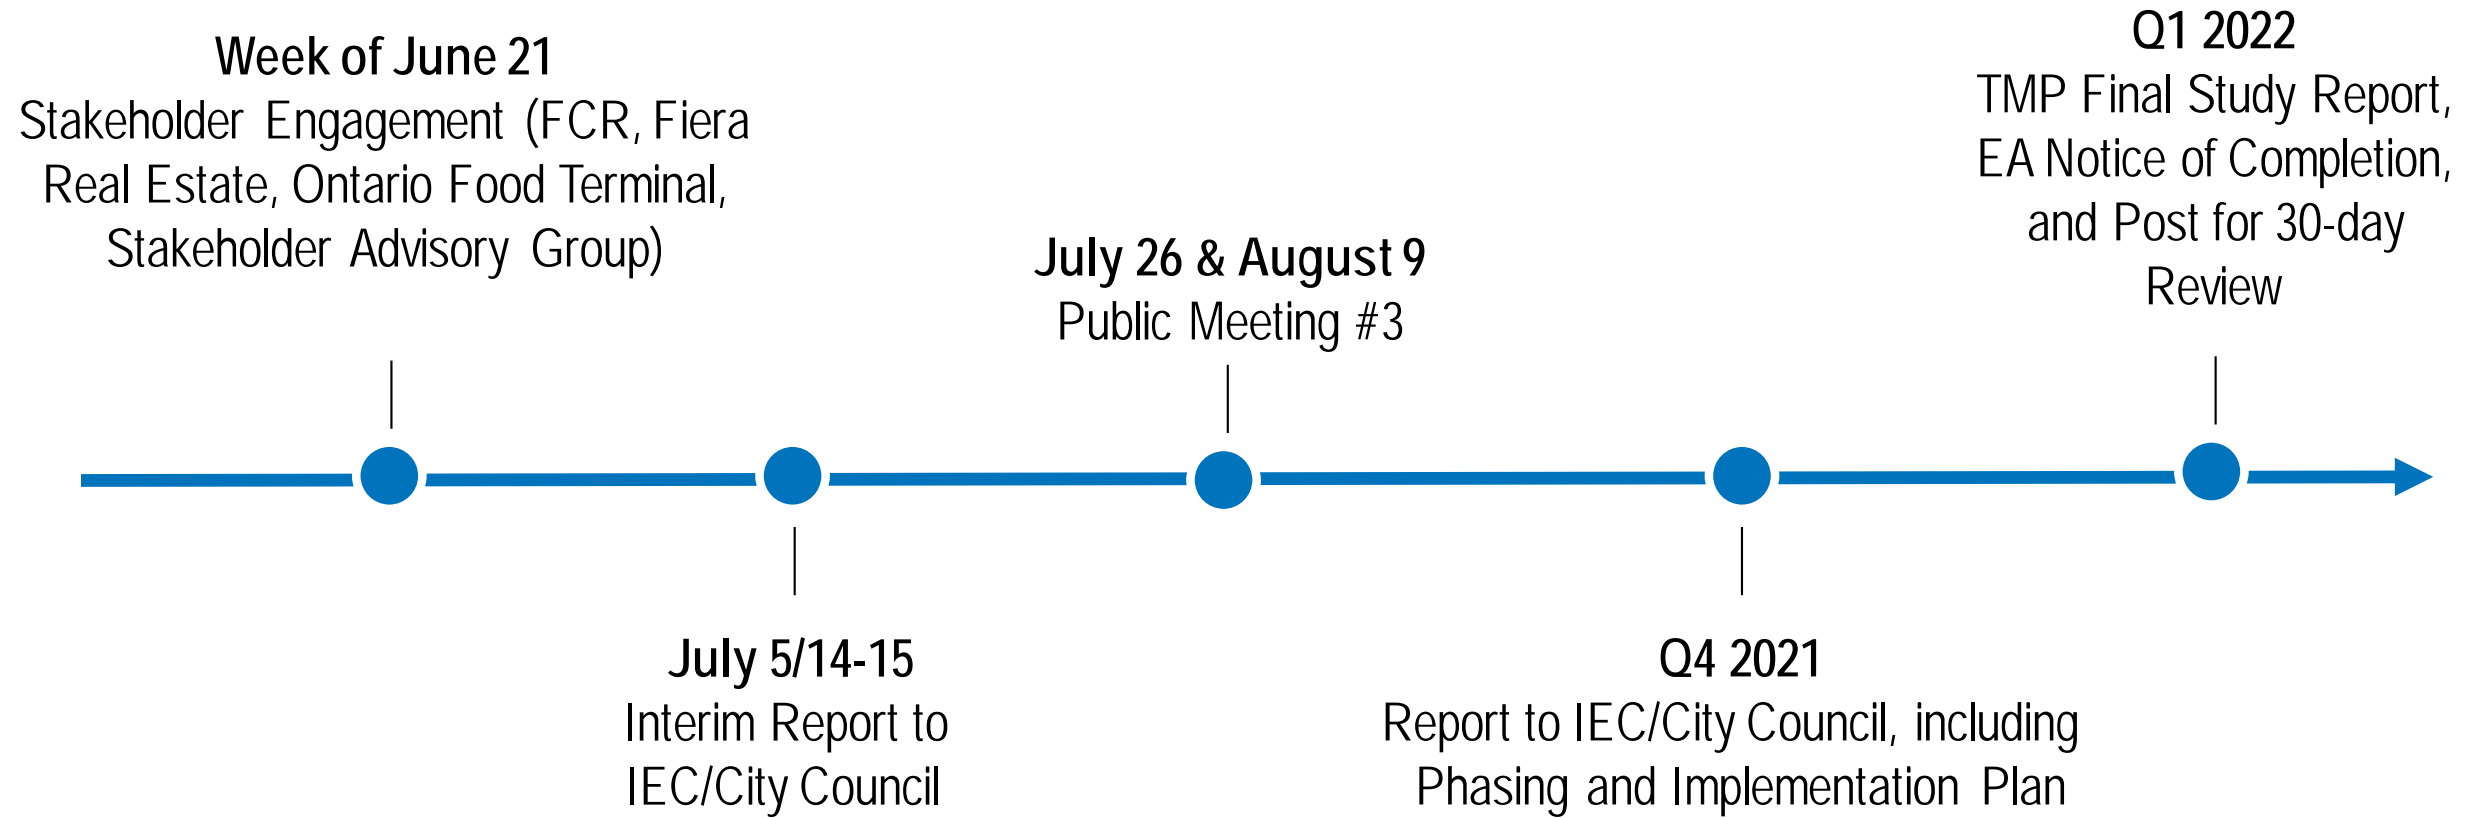 Week of June 21
Stakeholder Engagement (FCR, Fiera
Real Estate, Ontario Food Terminal,
Stakeholder Advisory Group)
July 5/14-15
Interim Report to
IEC/City Council
July 26 & August 9
Public Meeting #3
Q4 2021
Report to IEC/City Council, including
Phasing and Implementation Plan
Q1 2022
TMP Final Study Report,
EA Notice of Completion,
and Post for 30-day
Review